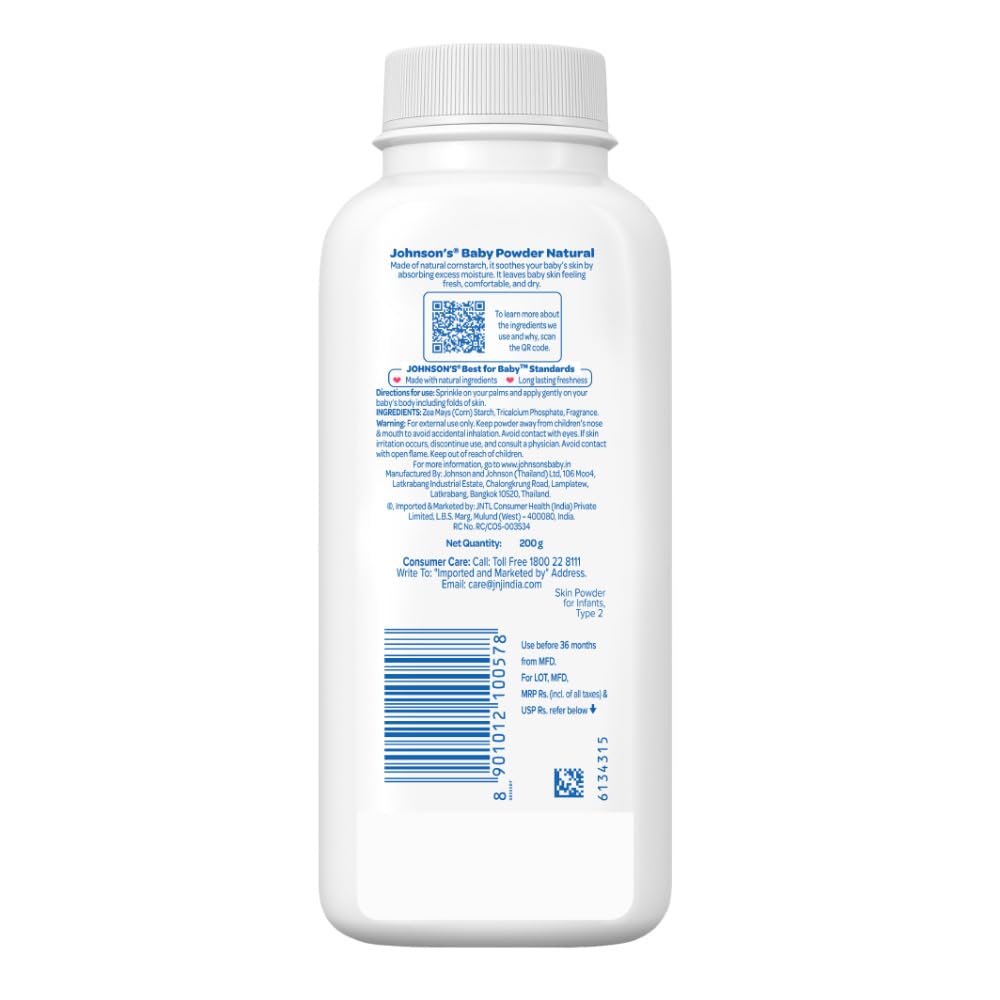 Johnson's® Baby Powder Natural
Made of natural cornstarch, it soothes your baby's skin by
absorbing excess moisture. It leaves baby skin feeling
fresh, comfortable, and dry.
To learn more about
the ingredients we
use and why, scan
the QR code.
JOHNSON'S® Best for Baby™ Standards
Made with natural ingredients Long lasting freshness
Directions for use: Sprinkle on your palms and apply gently on your
baby's body including folds of skin.
INGREDIENTS: Zea Mays (Corn) Starch, Tricalcium Phosphate, Fragrance.
Warning: For external use only. Keep powder away from children's nose
& mouth to avoid accidental inhalation. Avoid contact with eyes. If skin
irritation occurs, discontinue use, and consult a physician. Avoid contact
with open flame. Keep out of reach of children.
For more information, go to www.johnsonsbaby.in
Manufactured By: Johnson and Johnson (Thailand) Ltd, 106 Moo4,
Latkrabang Industrial Estate, Chalongkrung Road, Lamplatew,
Latkrabang, Bangkok 10520, Thailand.
©, Imported & Marketed by: JNTL Consumer Health (India) Private
Limited, L.B.S. Marg, Mulund (West) - 400080, India.
RC No. RC/COS-003534
Net Quantity: 200 g
Consumer Care: Call: Toll Free 1800 22 8111
Write To: "Imported and Marketed by" Address.
Email: care@jnjindia.com
Skin Powder
for Infants,
Type 2
8 901012 100578
Use before 36 months
from MFD.
For LOT, MFD,
MRP Rs. (incl. of all taxes) &
USP Rs. refer below
6134315